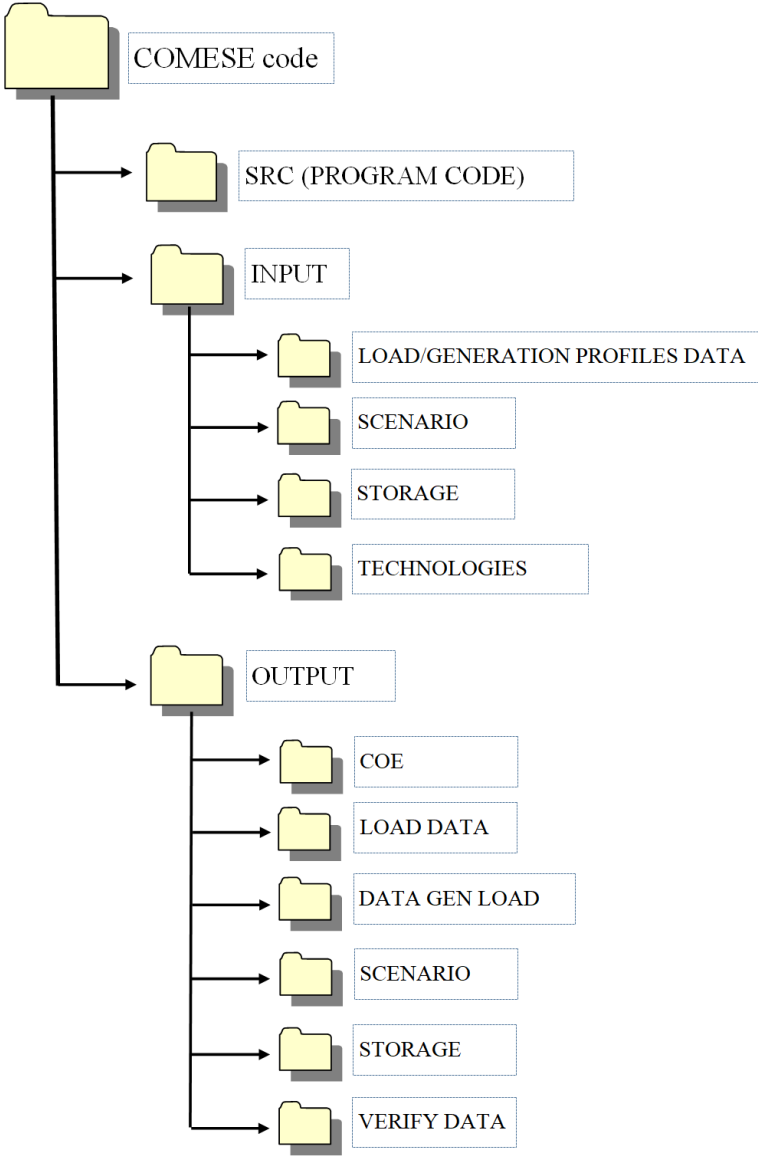 COMESE code
SRC (PROGRAM CODE)
INPUT
LOAD/GENERATION PROFILES DATA
SCENARIO
STORAGE
TECHNOLOGIES
OUTPUT
COE
LOAD DATA
DATA GEN LOAD
SCENARIO
STORAGE
VERIFY DATA